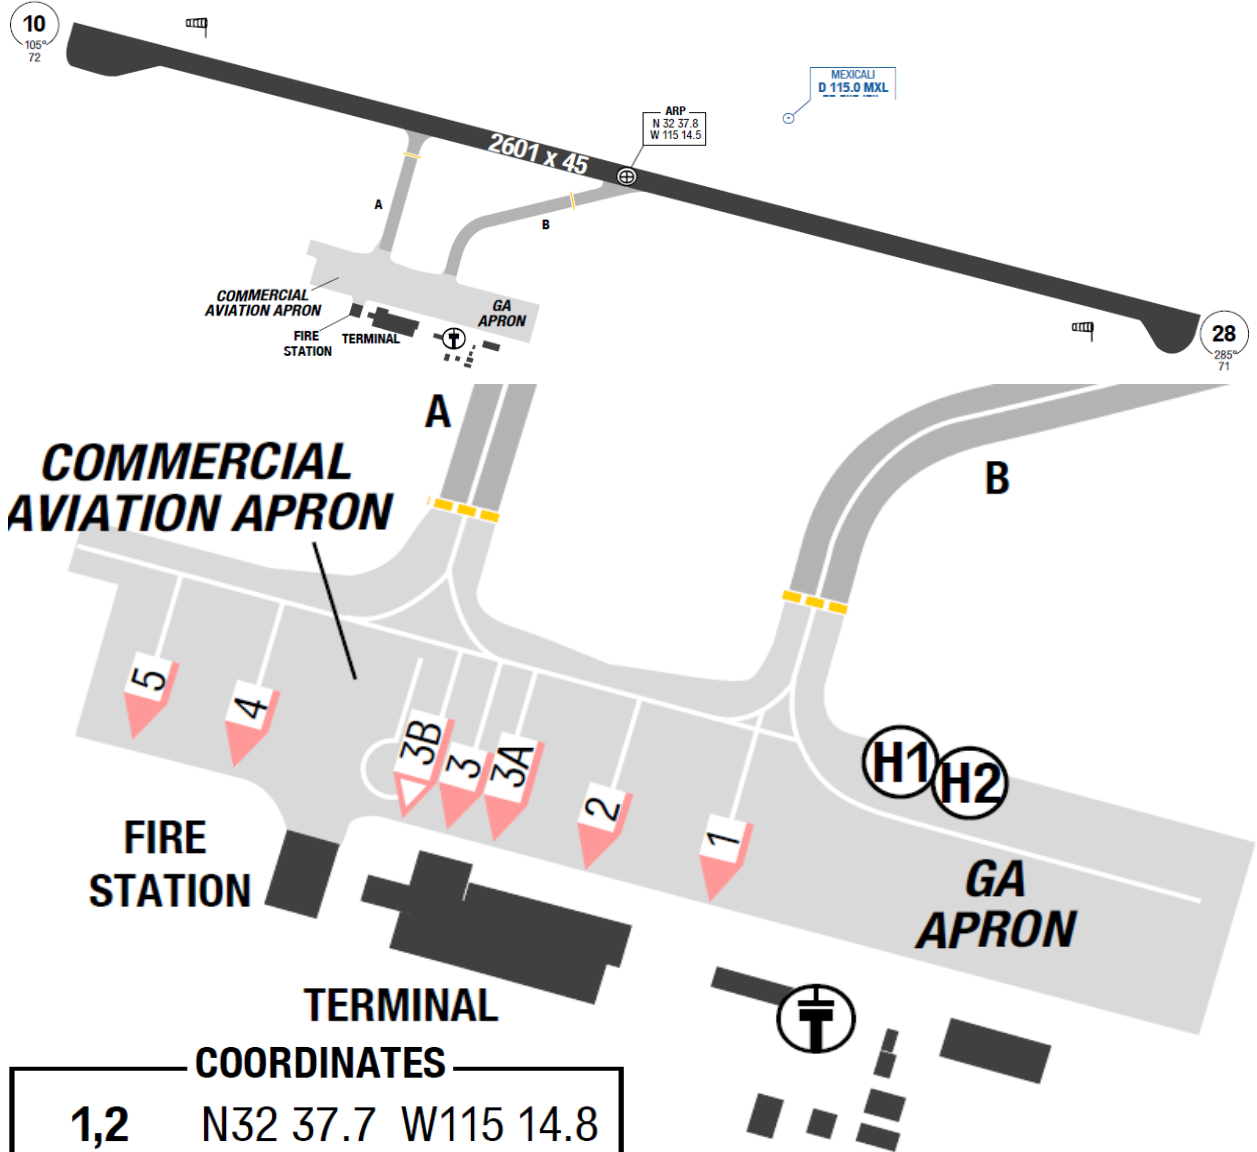 10
105°
72
MEXICALI
D 115.0 MXL
ARP
N 32 37.8
W 115 14.5
2601 x 45
A
B
COMMERCIAL
AVIATION APRON
GA
APRON
FIRE
STATION
TERMINAL
28
285°
71
A
COMMERCIAL
AVIATION APRON
B
5
4
3B
3
3A
2
1
H1
H2
FIRE
STATION
GA
APRON
TERMINAL
COORDINATES
1,2 N32 37.7 W115 14.8